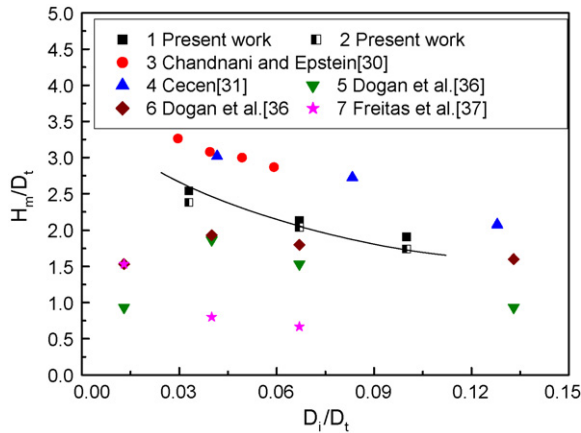 5.0
4.5
4.0
3.5
3.0
2.5
2.0
1.5
1.0
0.5
0.0
Hm/Dt
1 Present work
2 Present work
3 Chandnani and Epstein[30]
4 Cecen[31]
5 Dogan et al.[36]
6 Dogan et al.[36
7 Freitas et al.[37]
0.00 0.03 0.06 0.09 0.12 0.15
Di/Dt